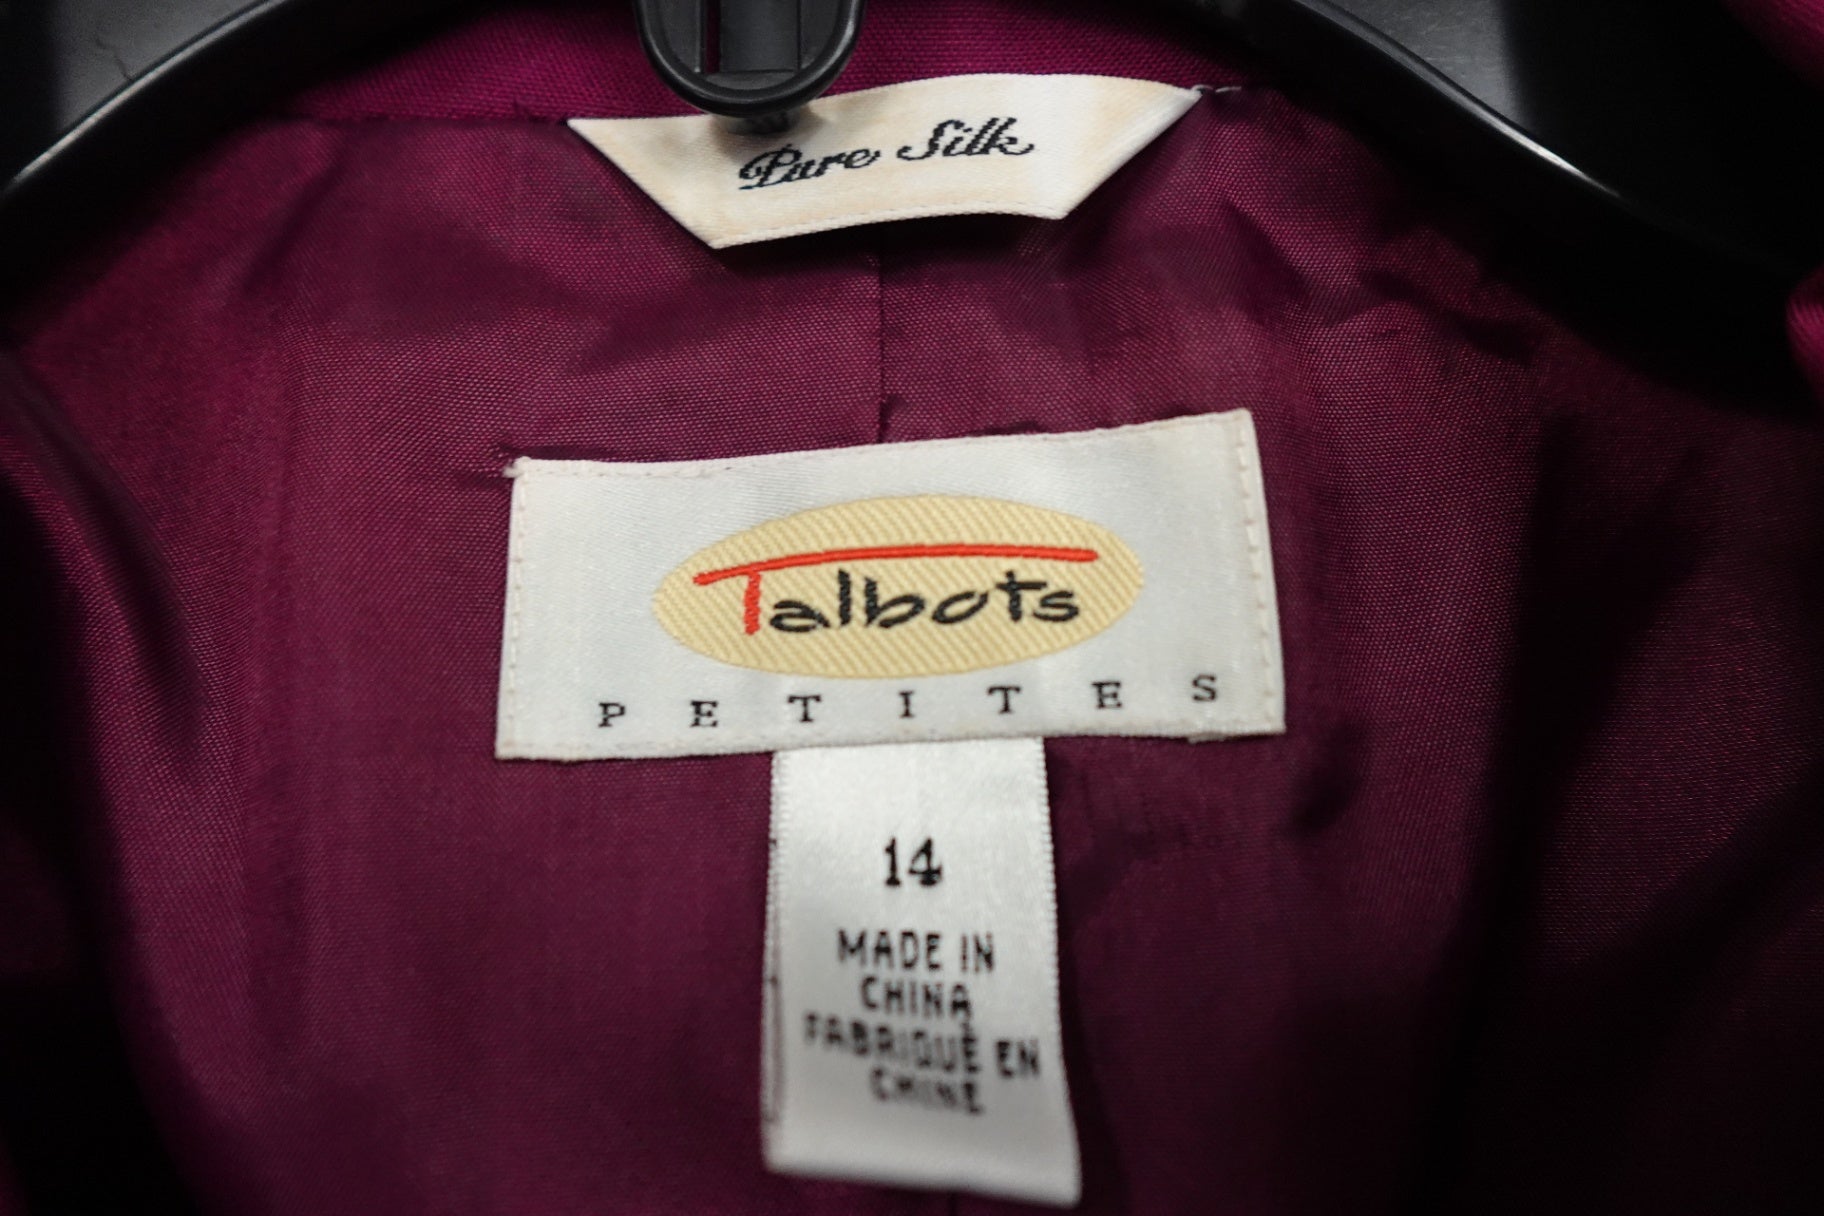 Pure Silk
Talbots
PETITES
14
MADE IN
CHINA
FABRIQUÉ EN
CHINE